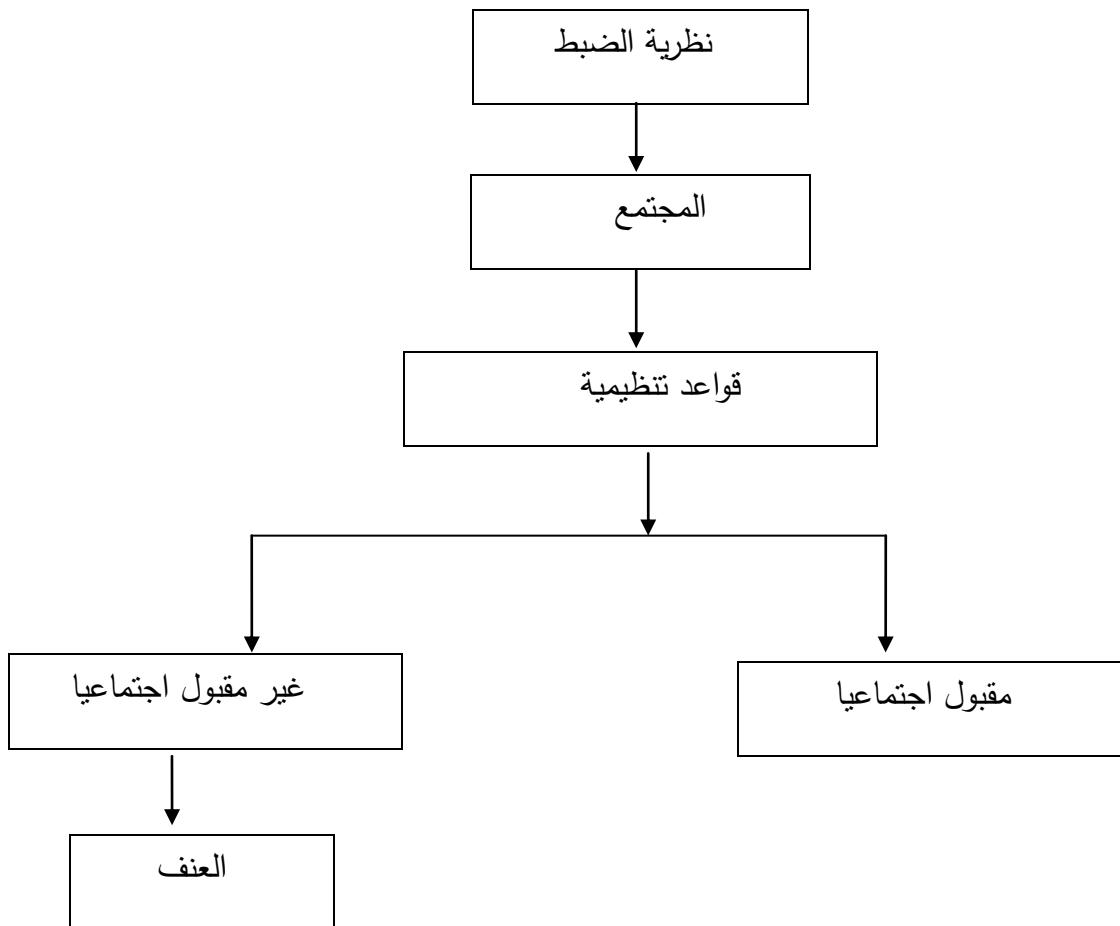 نظرية الضبط
المجتمع
قواعد تنظيمية
مقبول اجتماعيا
غير مقبول اجتماعيا
العنف